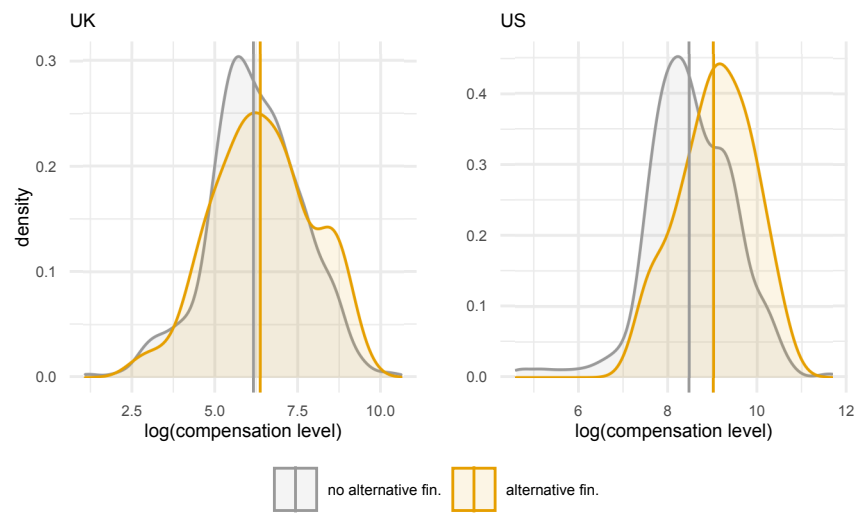 UK
US
density
0.3
0.2
0.1
0.0
0.4
0.3
0.2
0.1
0.0
2.5 5.0 7.5 10.0
6 8 10 12
log(compensation level)
log(compensation level)
no alternative fin.
alternative fin.